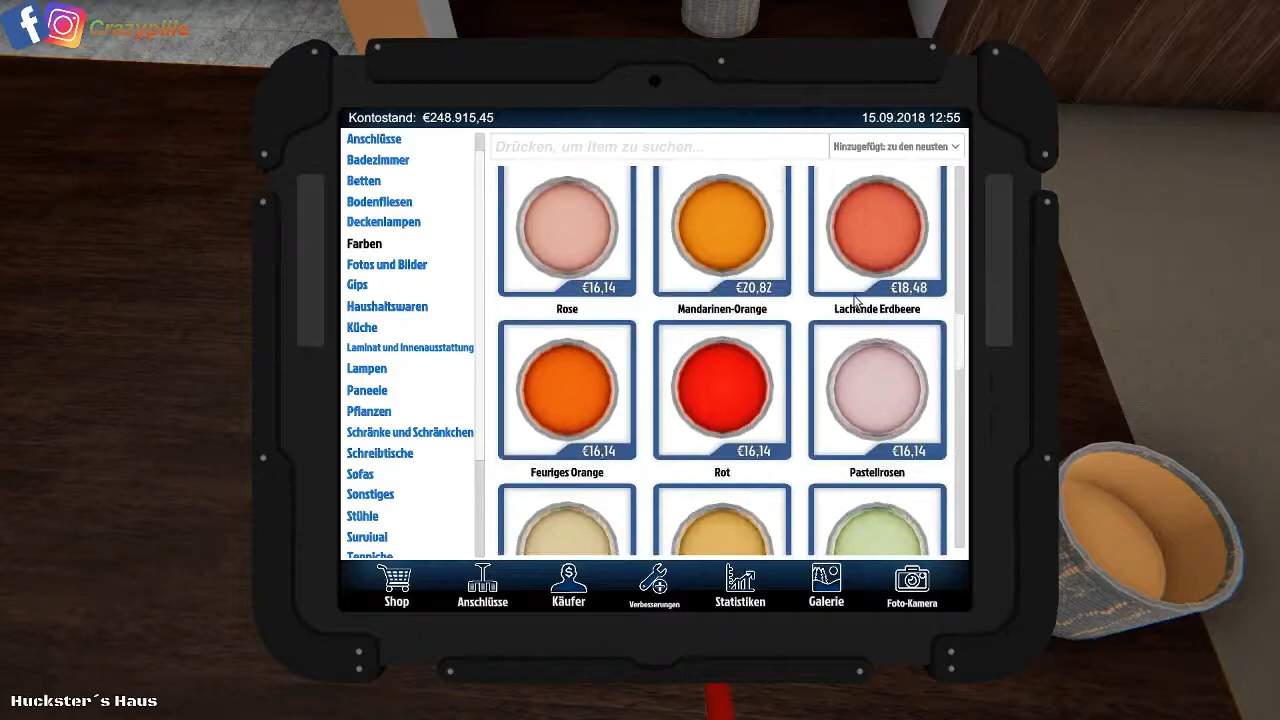 Crazypille
Kontostand: €248.915,45
15.09.2018 12:55
Anschlüsse
Badezimmer
Betten
Bodenfliesen
Deckenlampen
Farben
Fotos und Bilder
Gips
Haushaltswaren
Küche
Laminat und Innenausstattung
Lampen
Paneele
Pflanzen
Schränke und Schränkchen
Schreibtische
Sofas
Sonstiges
Stühle
Survival
Teppiche
Drücken, um Item zu suchen...
Hinzugefügt: zu den neusten
€16,14
€20,82
€18,48
Rose
Mandarinen-Orange
Lachende Erdbeere
€16,14
€16,14
€16,14
Feuriges Orange
Rot
Pastellrosen
Shop
Anschlüsse
Käufer
Verbesserungen
Statistiken
Galerie
Foto-Kamera
Huckster´s Haus